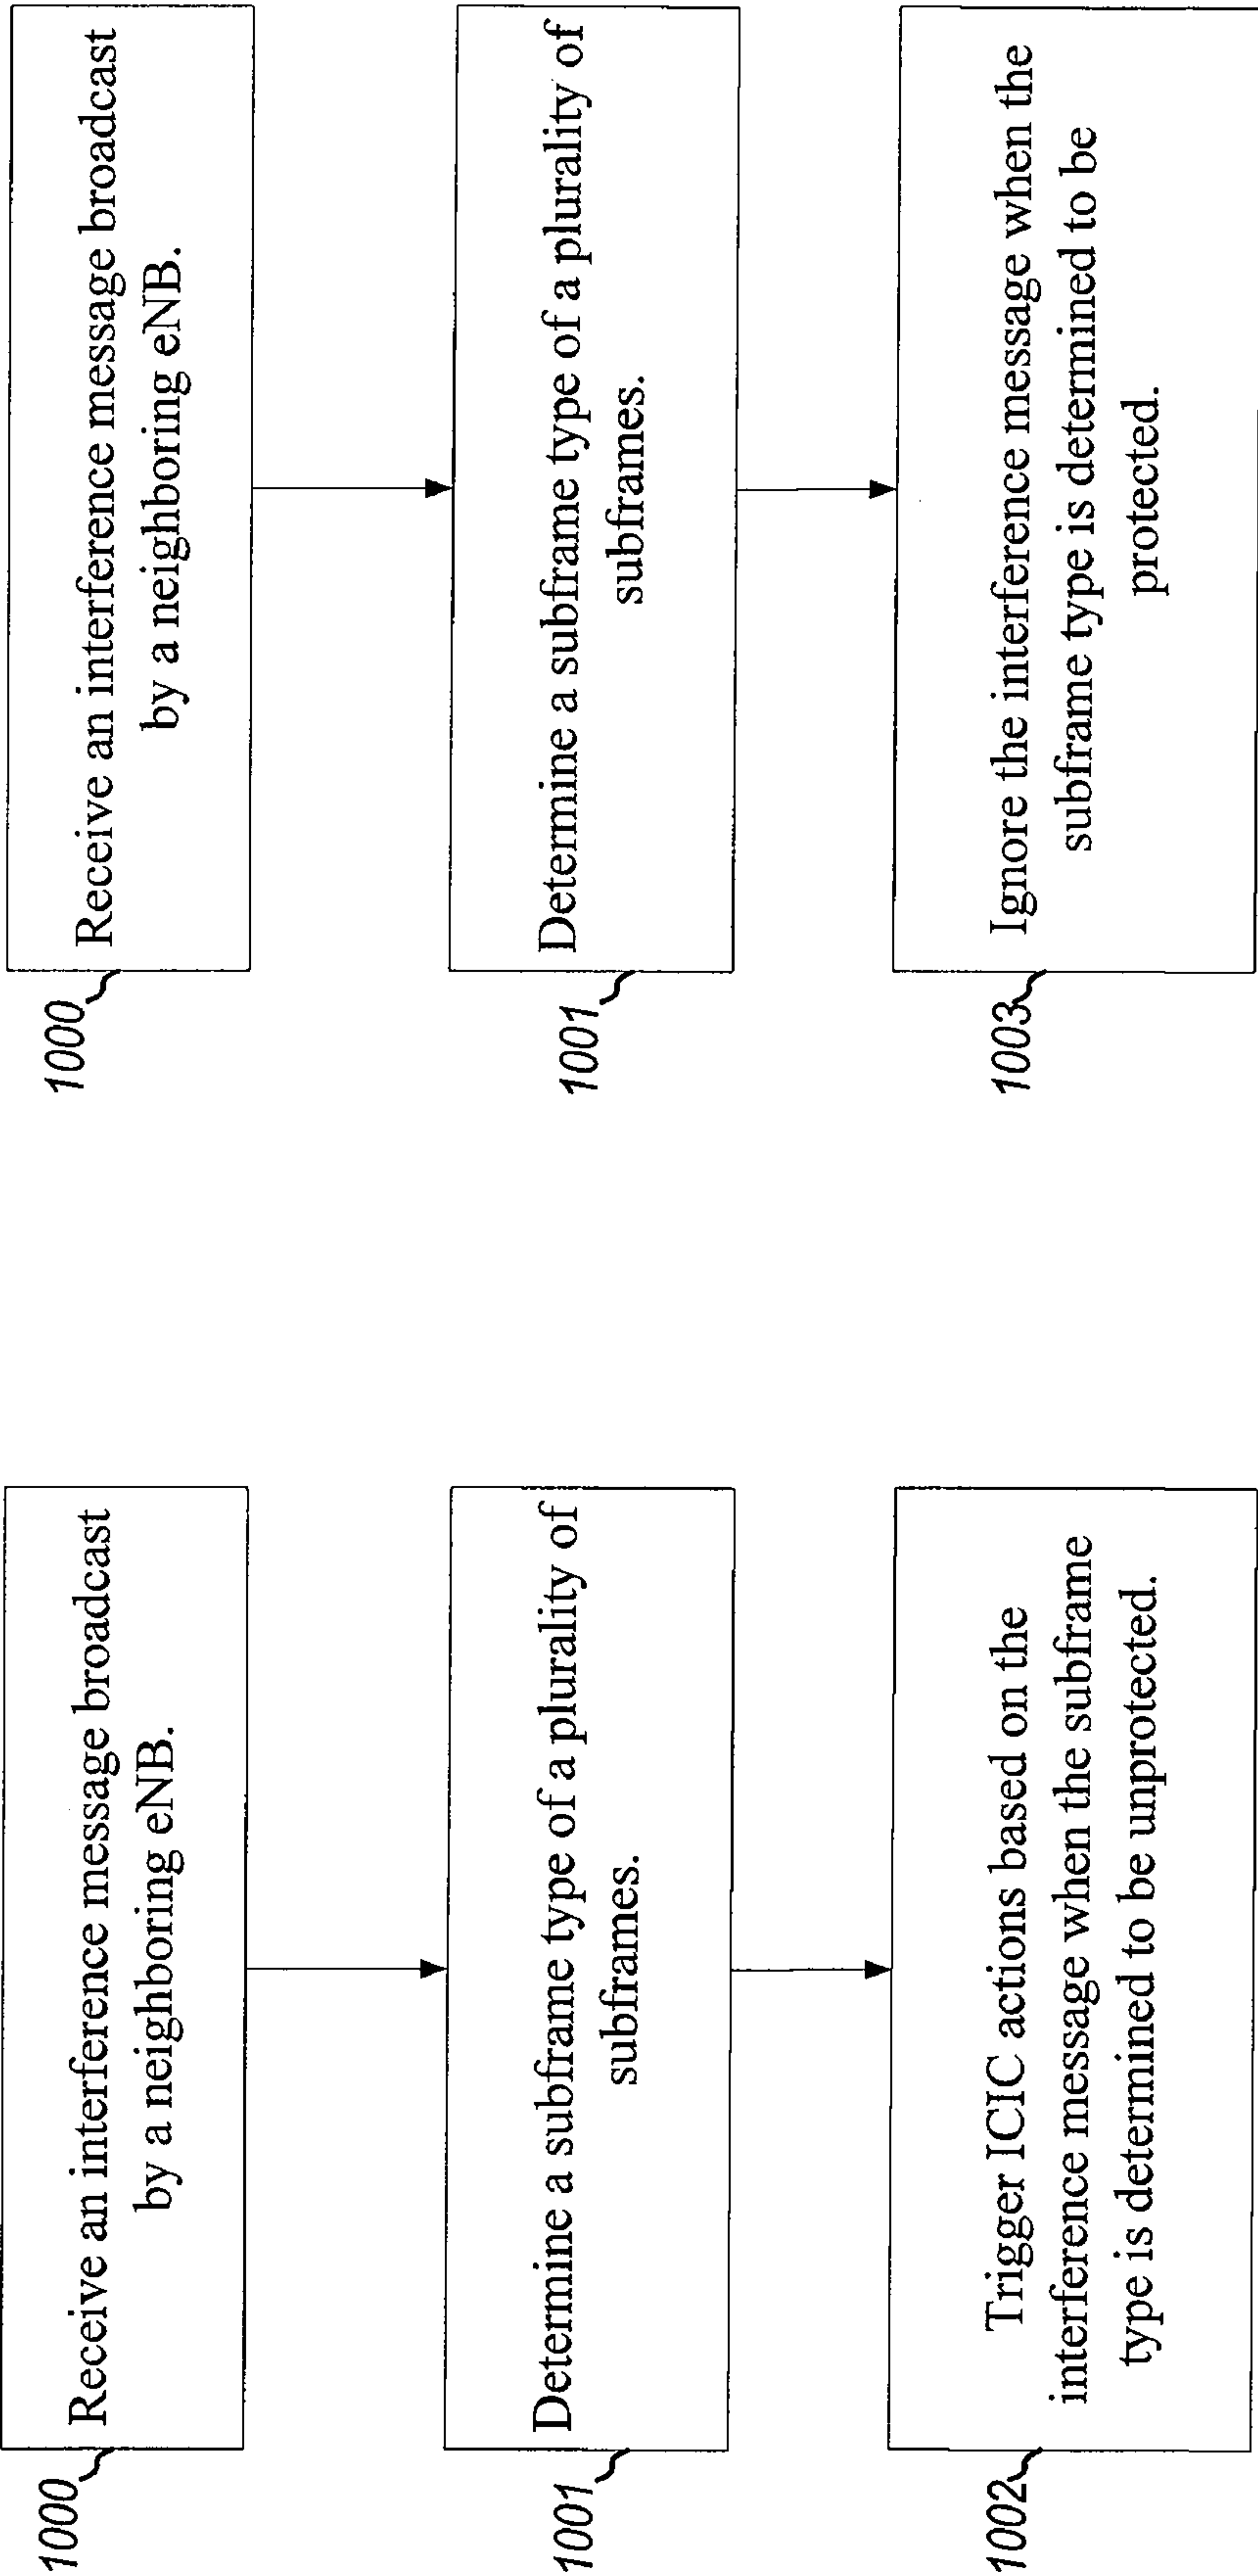 1000
Receive an interference message broadcast
by a neighboring eNB.
1001
Determine a subframe type of a plurality of
subframes.
1002
Trigger ICIC actions based on the
interference message when the subframe
type is determined to be unprotected.
1000
Receive an interference message broadcast
by a neighboring eNB.
1001
Determine a subframe type of a plurality of
subframes.
1003
Ignore the interference message when the
subframe type is determined to be
protected.